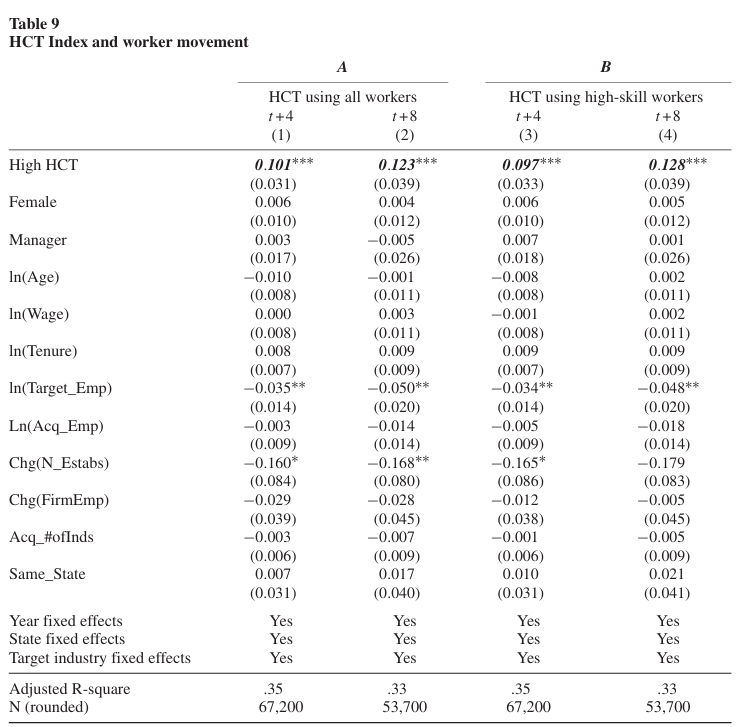 Table 9
HCT Index and worker movement
A B
HCT using all workers HCT using high-skill workers
t+4 t+8 t+4 t+8
(1) (2) (3) (4)
High HCT 0.101*** 0.123*** 0.097*** 0.128***
(0.031) (0.039) (0.033) (0.039)
Female 0.006 0.004 0.006 0.005
(0.010) (0.012) (0.010) (0.012)
Manager 0.003 −0.005 0.007 0.001
(0.017) (0.026) (0.018) (0.026)
ln(Age) −0.010 −0.001 −0.008 0.002
(0.008) (0.011) (0.008) (0.011)
ln(Wage) 0.000 0.003 −0.001 0.002
(0.008) (0.011) (0.008) (0.011)
ln(Tenure) 0.008 0.009 0.009 0.009
(0.007) (0.009) (0.007) (0.009)
ln(Target_Emp) −0.035** −0.050** −0.034** −0.048**
(0.014) (0.020) (0.014) (0.020)
Ln(Acq_Emp) −0.003 −0.014 −0.005 −0.018
(0.009) (0.014) (0.009) (0.014)
Chg(N_Estabs) −0.160* −0.168** −0.165* −0.179
(0.084) (0.080) (0.086) (0.083)
Chg(FirmEmp) −0.029 −0.028 −0.012 −0.005
(0.039) (0.045) (0.038) (0.045)
Acq_#ofInds −0.003 −0.007 −0.001 −0.005
(0.006) (0.009) (0.006) (0.009)
Same_State 0.007 0.017 0.010 0.021
(0.031) (0.040) (0.031) (0.041)
Year fixed effects Yes Yes Yes Yes
State fixed effects Yes Yes Yes Yes
Target industry fixed effects Yes Yes Yes Yes
Adjusted R-square .35 .33 .35 .33
N (rounded) 67,200 53,700 67,200 53,700